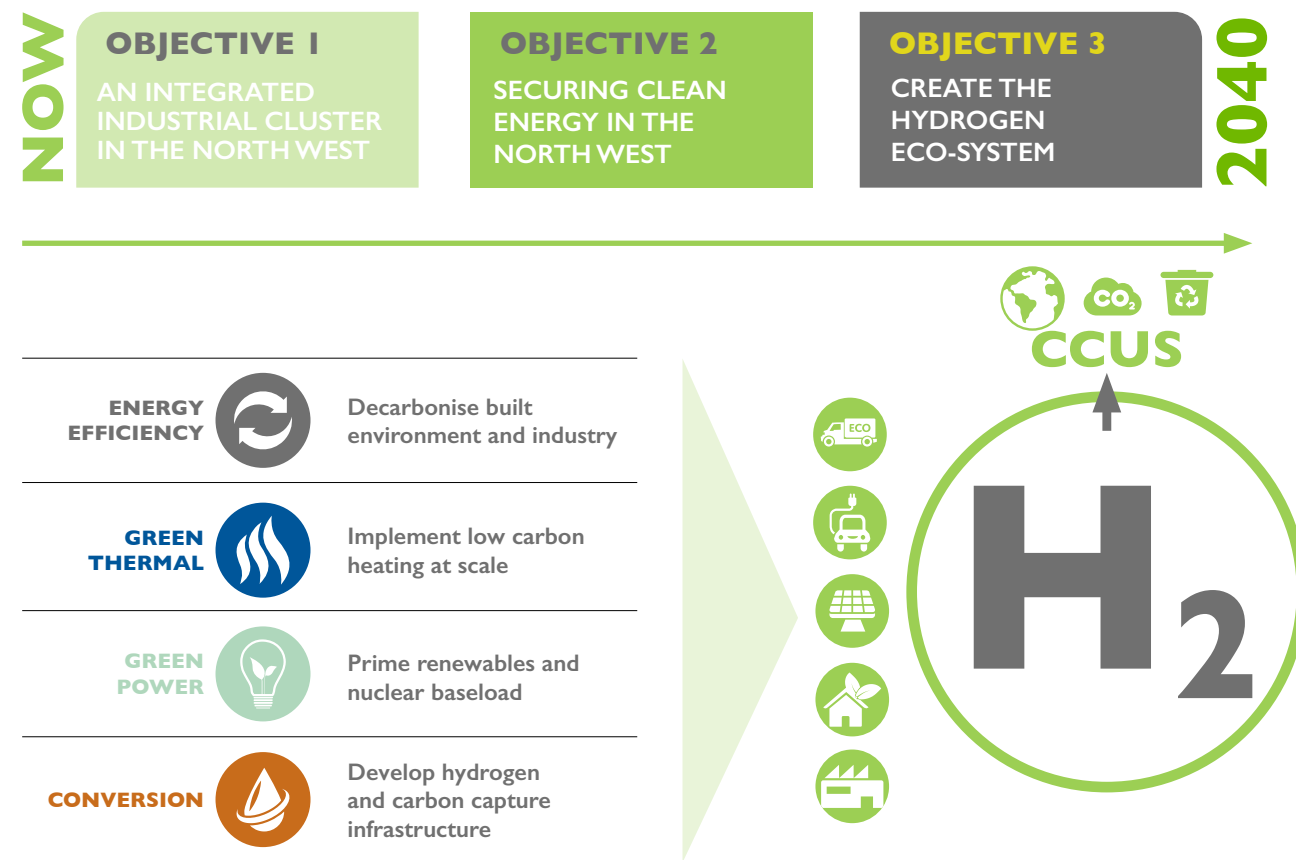 NOW
OBJECTIVE 1
AN INTEGRATED
INDUSTRIAL CLUSTER
IN THE NORTH WEST
OBJECTIVE 2
SECURING CLEAN
ENERGY IN THE
NORTH WEST
OBJECTIVE 3
CREATE THE
HYDROGEN
ECO-SYSTEM
2040
CO₂
CCUS
ENERGY
EFFICIENCY
Decarbonise built
environment and industry
GREEN
THERMAL
Implement low carbon
heating at scale
GREEN
POWER
Prime renewables and
nuclear baseload
CONVERSION
Develop hydrogen
and carbon capture
infrastructure
ECO
H₂